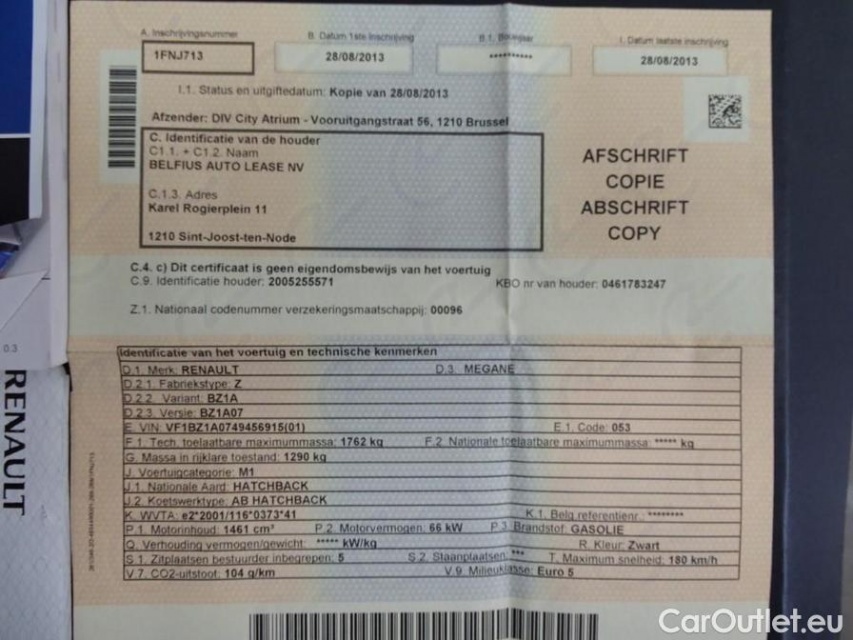 A. Inschrijvingsnummer B. Datum 1ste inschrijving B.1. Bouwjaar I. Datum laatste inschrijving
1FNJ713 28/08/2013 ********** 28/08/2013
I.1. Status en uitgiftedatum: Kopie van 28/08/2013
Afzender: DIV City Atrium - Vooruitgangstraat 56, 1210 Brussel
C. Identificatie van de houder
C1.1. + C1.2. Naam
BELFIUS AUTO LEASE NV
C.1.3. Adres
Karel Rogierplein 11
1210 Sint-Joost-ten-Node
AFSCHRIFT
COPIE
ABSCHRIFT
COPY
C.4. c) Dit certificaat is geen eigendomsbewijs van het voertuig
C.9. Identificatie houder: 2005255571 KBO nr van houder: 0461783247
Z.1. Nationaal codenummer verzekeringsmaatschappij: 00096
Identificatie van het voertuig en technische kenmerken
D.1. Merk: RENAULT D.3. MEGANE
D.2.1. Fabriekstype: Z
D.2.2. Variant: BZ1A
D.2.3. Versie: BZ1A07
E. VIN: VF1BZ1A0749456915(01) E.1. Code: 053
F.1. Tech. toelaatbare maximummassa: 1762 kg F.2. Nationale toelaatbare maximummassa: ***** kg
G. Massa in rijklare toestand: 1290 kg
J. Voertuigcategorie: M1
J.1. Nationale Aard: HATCHBACK
J.2. Koetswerktype: AB HATCHBACK
K. WVTA: e2*2001/116*0373*41 K.1. Belg referentienr.: ********
P.1. Motorinhoud: 1461 cm³ P.2. Motorvermogen: 66 kW P.3. Brandstof: GASOLIE
Q. Verhouding vermogen/gewicht: ***** kW/kg R. Kleur: Zwart
S.1. Zitplaatsen bestuurder inbegrepen: 5 S.2. Staanplaatsen: *** T. Maximum snelheid: 180 km/h
V.7. CO2-uitstoot: 104 g/km V.9. Milieuklasse: Euro 5
0.3
RENAULT
CarOutlet.eu